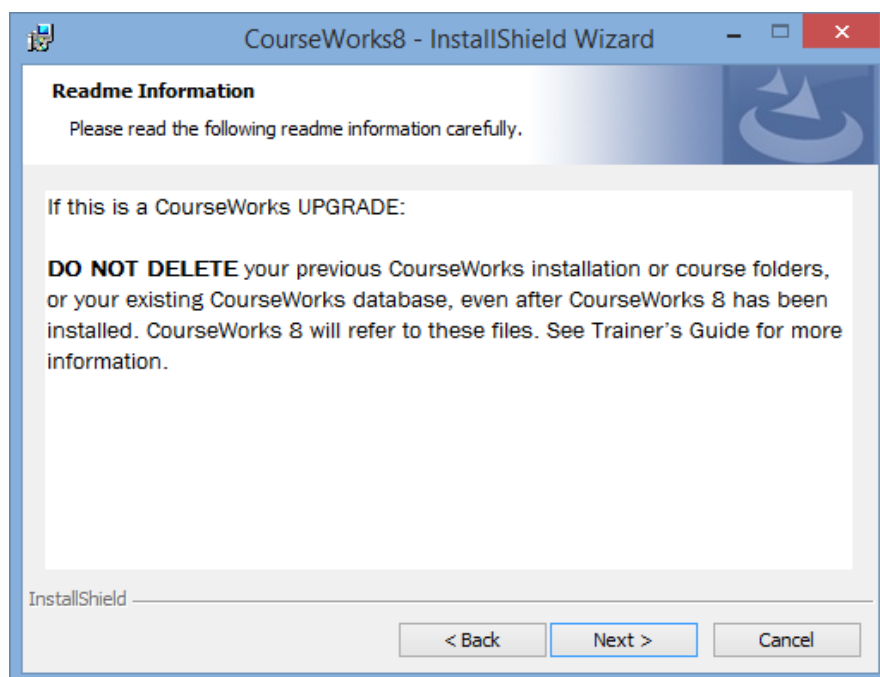 CourseWorks8 - InstallShield Wizard
Readme Information
Please read the following readme information carefully.
If this is a CourseWorks UPGRADE:
DO NOT DELETE your previous CourseWorks installation or course folders,
or your existing CourseWorks database, even after CourseWorks 8 has been
installed. CourseWorks 8 will refer to these files. See Trainer's Guide for more
information.
InstallShield
< Back
Next >
Cancel